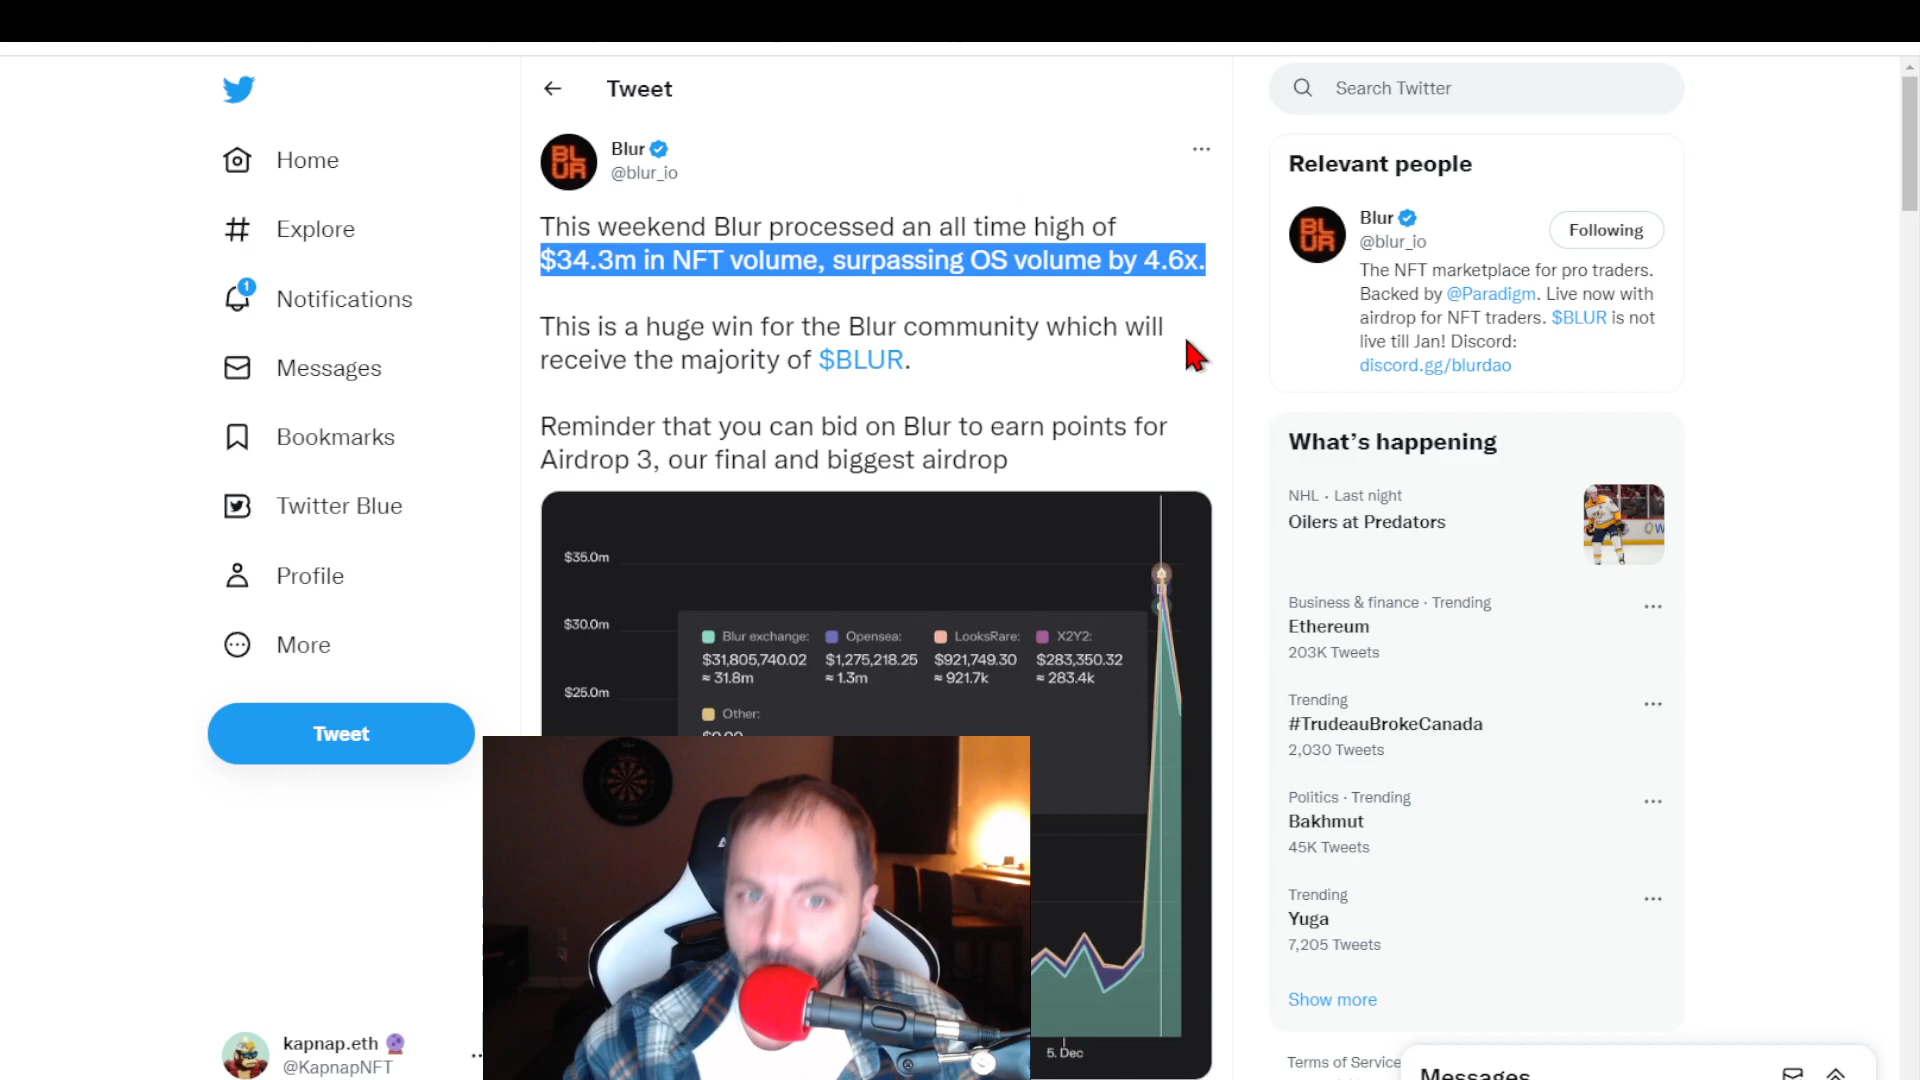 Tweet
Search Twitter
BL
UR
Blur
@blur_io
This weekend Blur processed an all time high of
$34.3m in NFT volume, surpassing OS volume by 4.6x.
This is a huge win for the Blur community which will
receive the majority of $BLUR.
Reminder that you can bid on Blur to earn points for
Airdrop 3, our final and biggest airdrop
$35.0m
$30.0m
$25.0m
Blur exchange: Opensea: LooksRare: X2Y2:
$31,805,740.02 $1,275,218.25 $921,749.30 $283,350.32
≈ 31.8m ≈ 1.3m ≈ 921.7k ≈ 283.4k
Other:
$0.00
5. Dec
Home
Explore
1
Notifications
Messages
Bookmarks
Twitter Blue
Profile
More
Tweet
kapnap.eth
@KapnapNFT
Relevant people
BL
UR
Blur
@blur_io
Following
The NFT marketplace for pro traders.
Backed by @Paradigm. Live now with
airdrop for NFT traders. $BLUR is not
live till Jan! Discord:
discord.gg/blurdao
What's happening
NHL · Last night
Oilers at Predators
Business & finance · Trending
Ethereum
203K Tweets
Trending
#TrudeauBrokeCanada
2,030 Tweets
Politics · Trending
Bakhmut
45K Tweets
Trending
Yuga
7,205 Tweets
Show more
Terms of Service
Messages